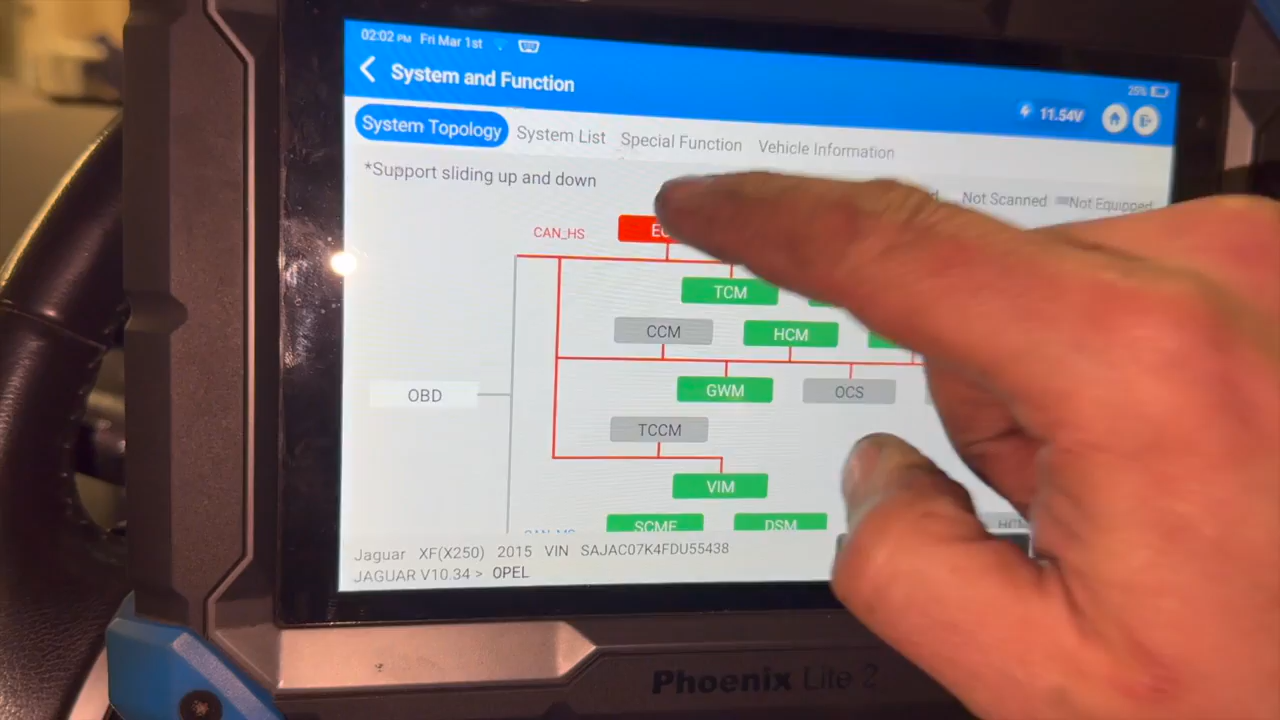 02:02 PM Fri Mar 1st
25%
System and Function
11.54V
System Topology System List Special Function Vehicle Information
*Support sliding up and down
Not Scanned Not Equipped
CAN_HS
TCM
CCM HCM
OBD GWM OCS
TCCM
VIM
SCME DSM
Jaguar XF(X250) 2015 VIN SAJAC07K4FDU55438
JAGUAR V10.34 > OPEL
Phoenix Lite 2